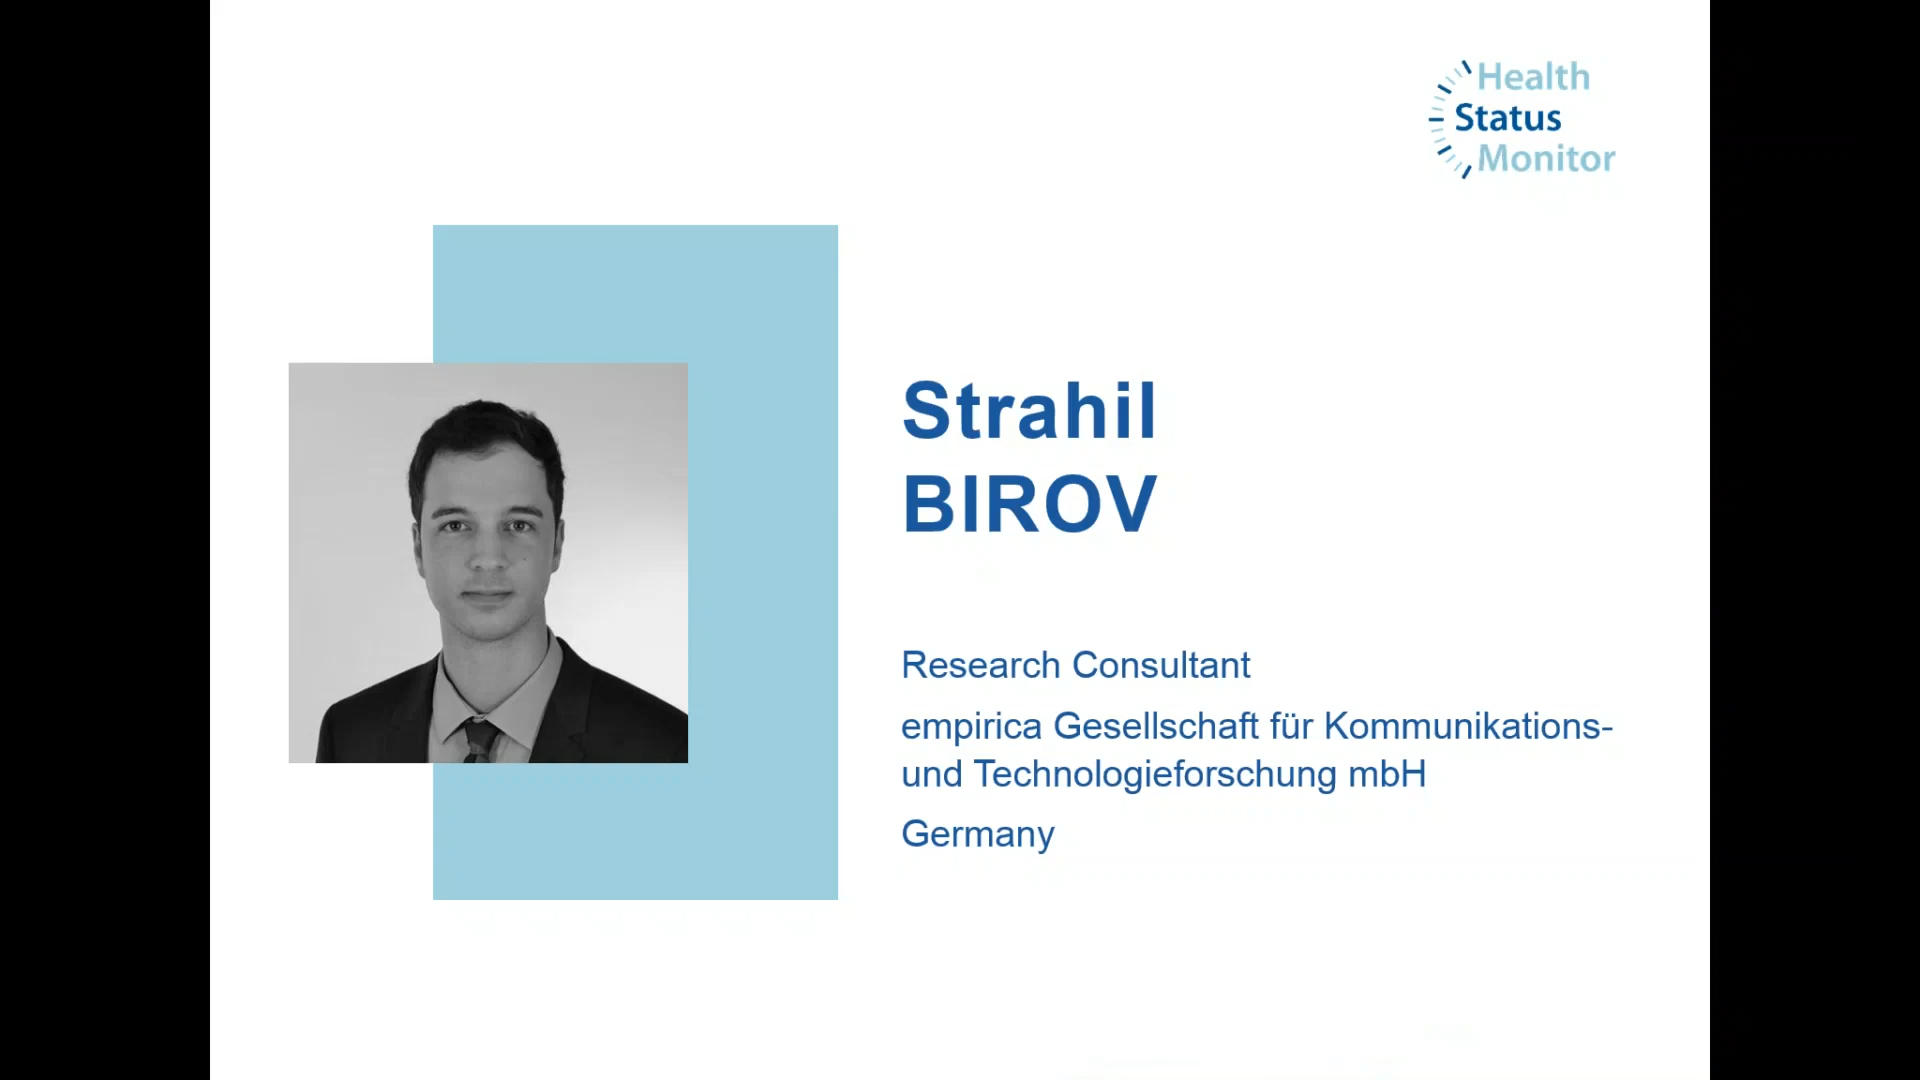 Health
Status
Monitor
Strahil
BIROV
Research Consultant
empirica Gesellschaft für Kommunikations-
und Technologieforschung mbH
Germany